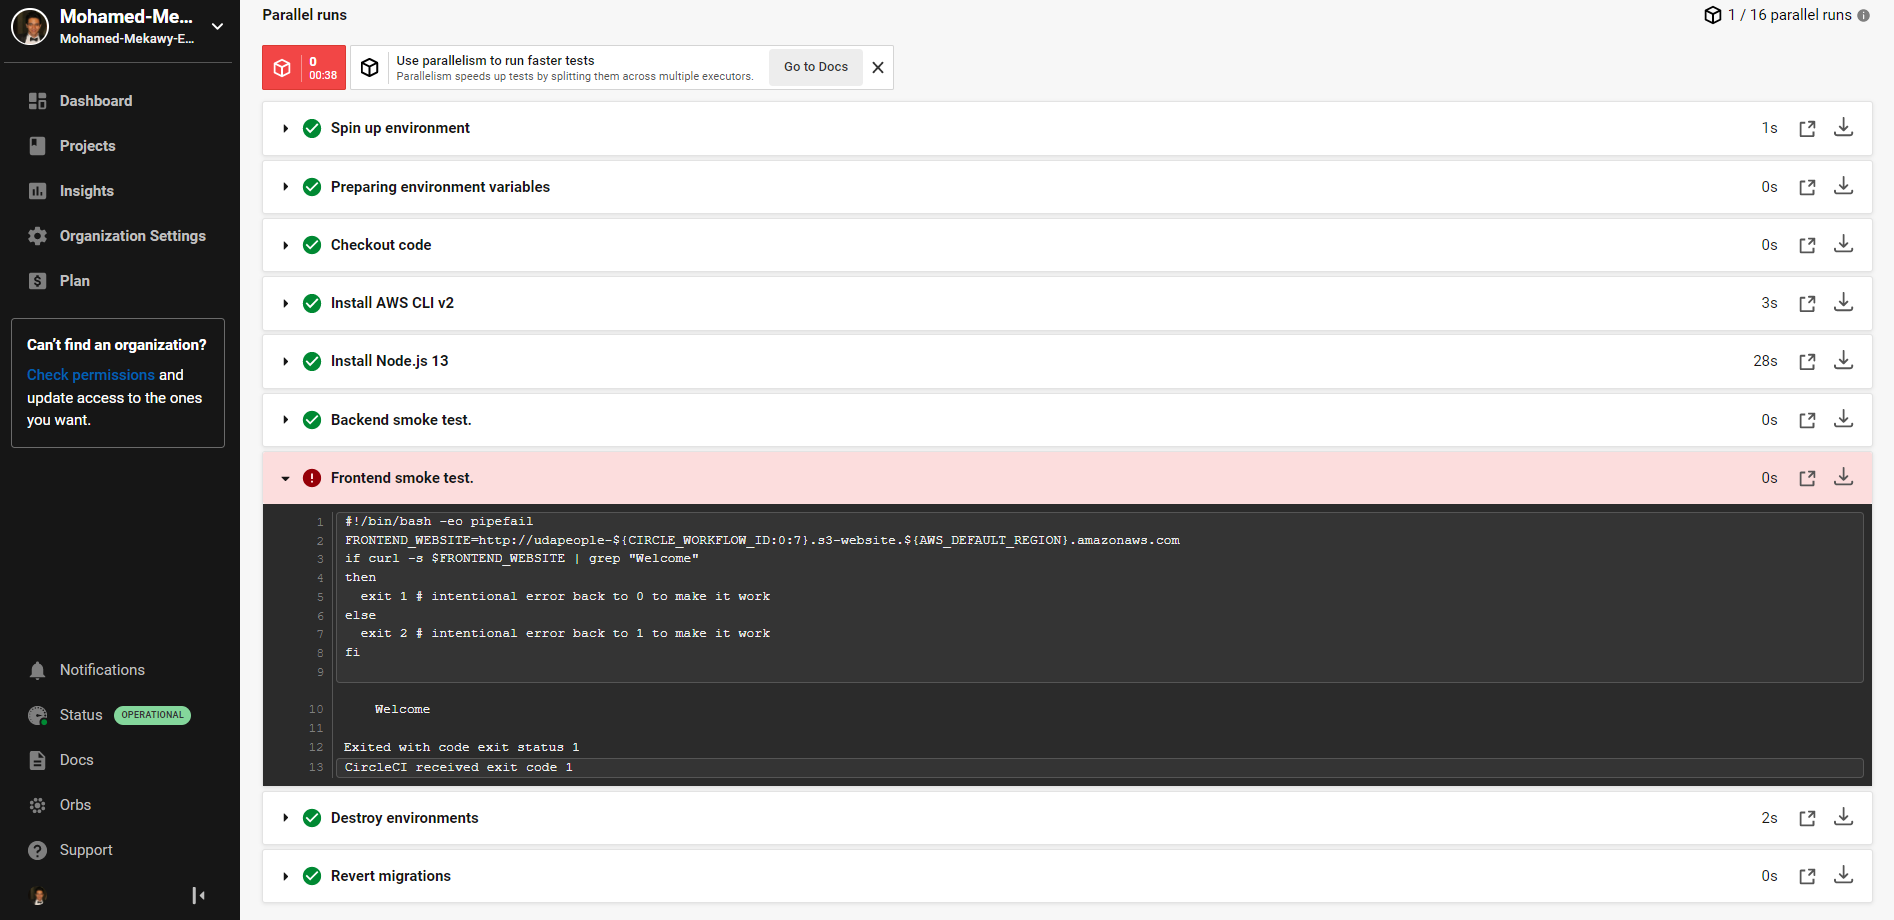 Mohamed-Me...
Mohamed-Mekawy-E...
Dashboard
Projects
Insights
Organization Settings
Plan
Can't find an organization?
Check permissions and
update access to the ones
you want.
Notifications
Status OPERATIONAL
Docs
Orbs
Support
Parallel runs
1 / 16 parallel runs
0
00:38
Use parallelism to run faster tests
Parallelism speeds up tests by splitting them across multiple executors.
Go to Docs
Spin up environment 1s
Preparing environment variables 0s
Checkout code 0s
Install AWS CLI v2 3s
Install Node.js 13 28s
Backend smoke test. 0s
Frontend smoke test. 0s
1 #!/bin/bash -eo pipefail
2 FRONTEND_WEBSITE=http://udapeople-${CIRCLE_WORKFLOW_ID:0:7}.s3-website.${AWS_DEFAULT_REGION}.amazonaws.com
3 if curl -s $FRONTEND_WEBSITE | grep "Welcome"
4 then
5 exit 1 # intentional error back to 0 to make it work
6 else
7 exit 2 # intentional error back to 1 to make it work
8 fi
9
10 Welcome
11
12 Exited with code exit status 1
13 CircleCI received exit code 1
Destroy environments 2s
Revert migrations 0s